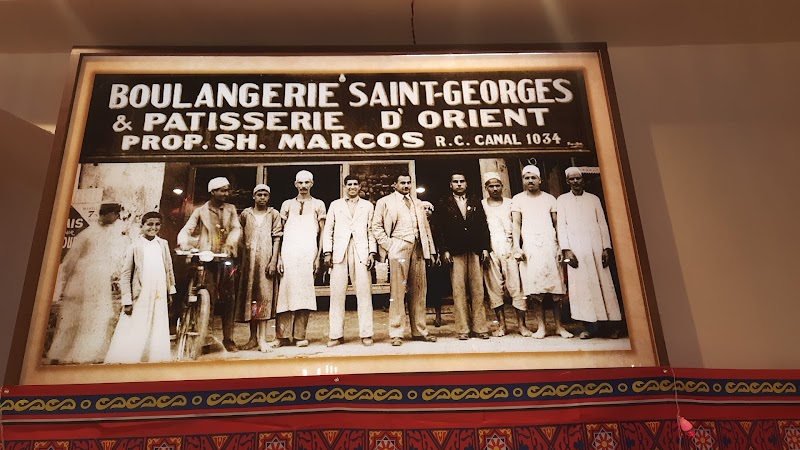 BOULANGERIE SAINT-GEORGES
& PATISSERIE D'ORIENT
PROP. SH. MARCOS R.C. CANAL 1034